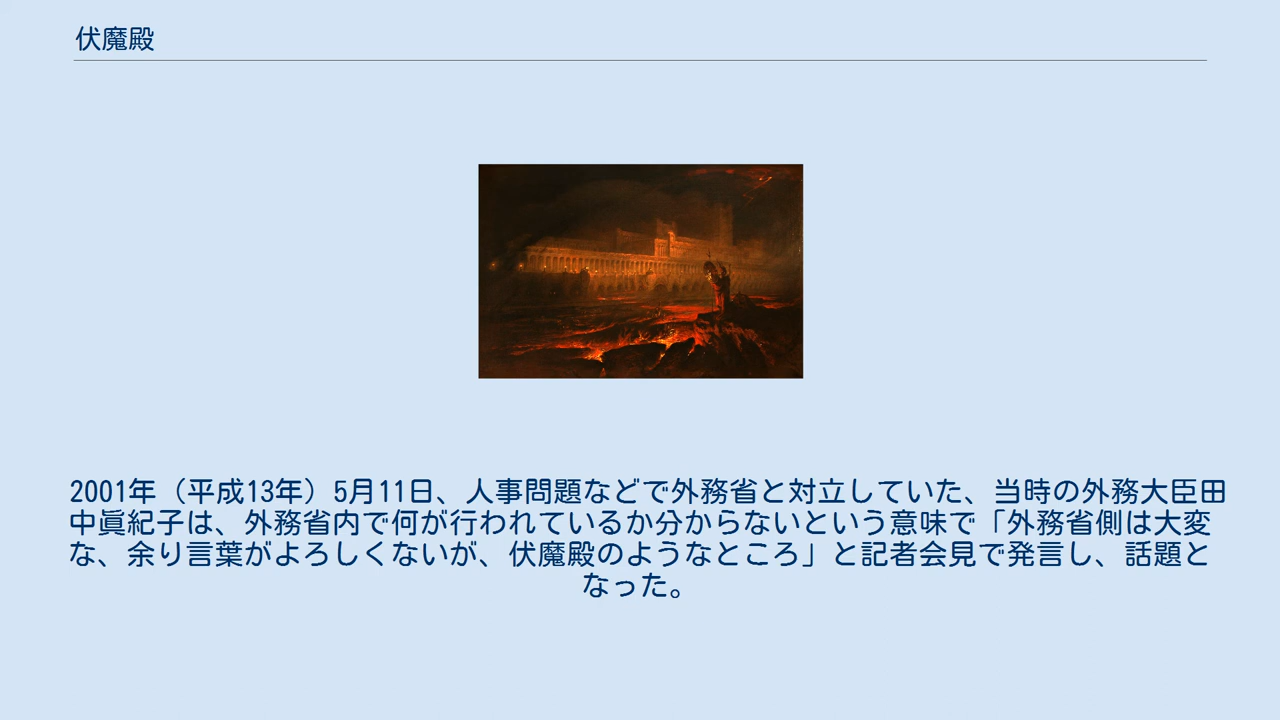 伏魔殿
2001年（平成13年）5月11日、人事問題などで外務省と対立していた、当時の外務大臣田
中眞紀子は、外務省内で何が行われているか分からないという意味で「外務省側は大変
な、余り言葉がよろしくないが、伏魔殿のようなところ」と記者会見で発言し、話題と
なった。